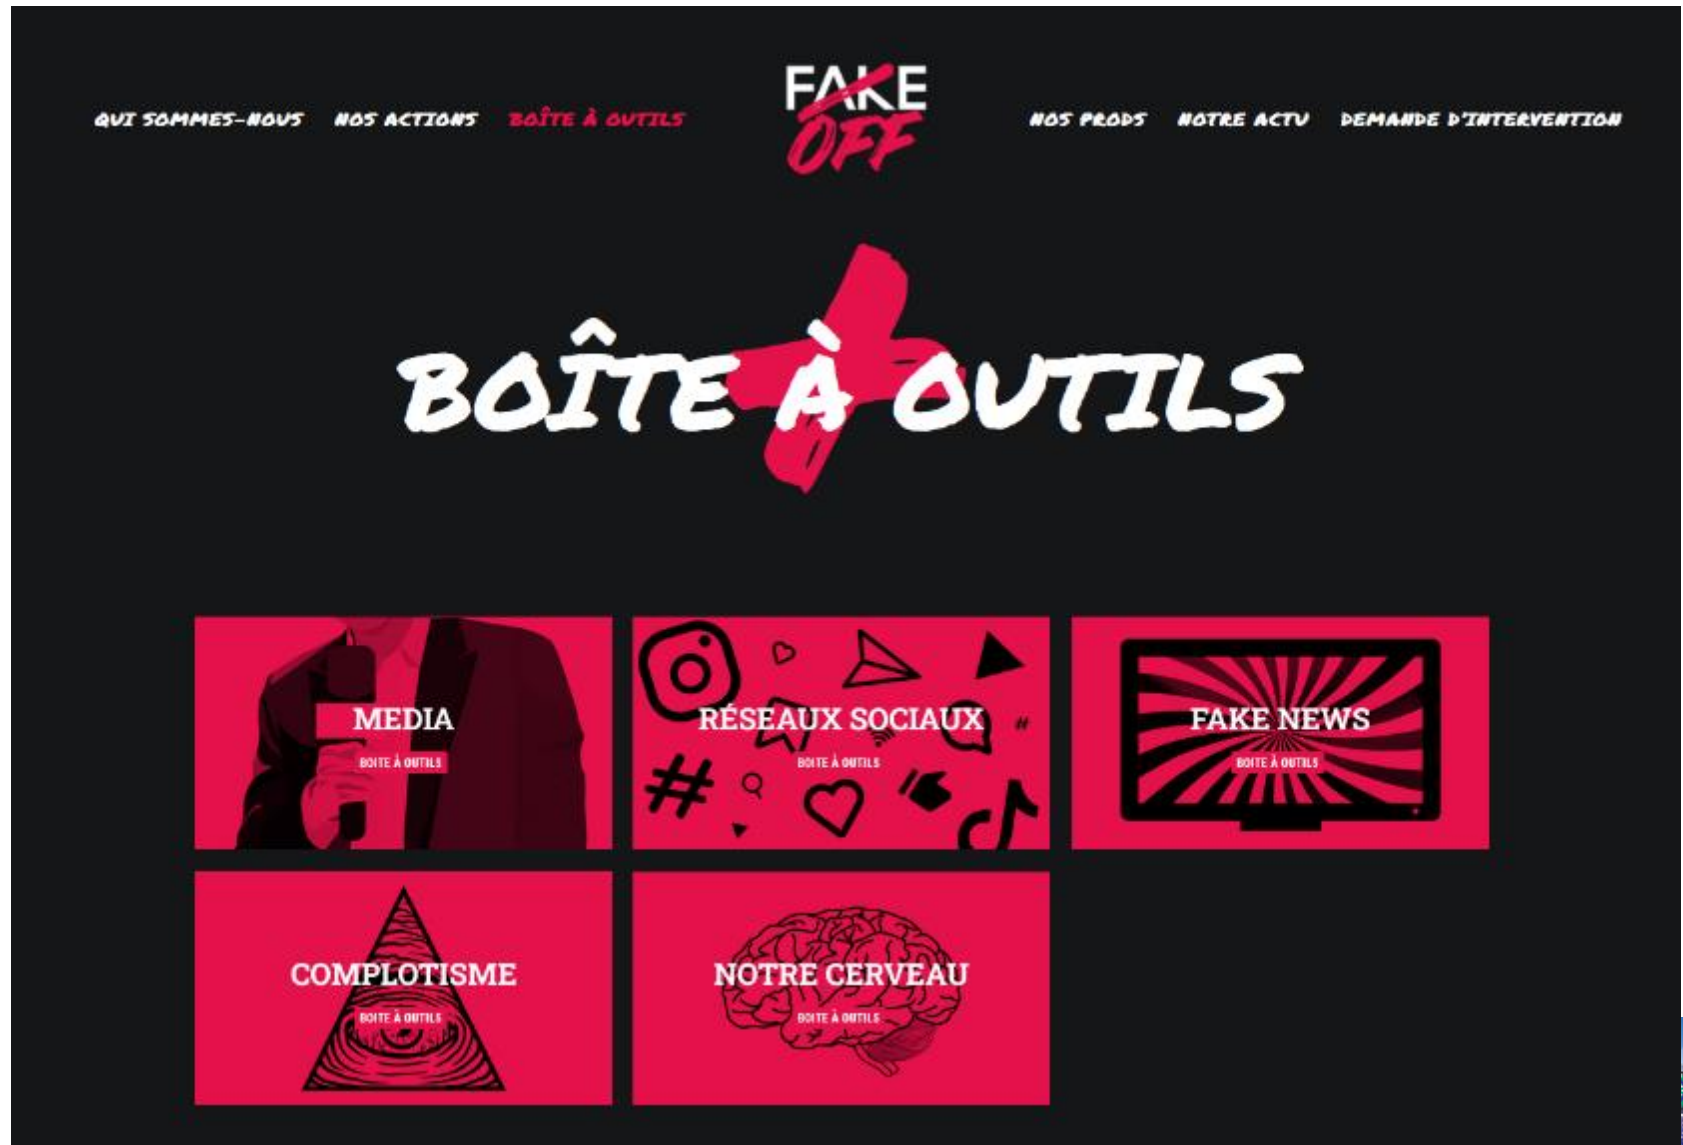 QUI SOMMES-NOUS NOS ACTIONS BOÎTE À OUTILS FAKE OFF NOS PRODS NOTRE ACTU DEMANDE D'INTERVENTION
BOÎTE À OUTILS
MEDIA
BOITE À OUTILS
RÉSEAUX SOCIAUX
BOITE À OUTILS
FAKE NEWS
BOITE À OUTILS
COMPLOTISME
BOITE À OUTILS
NOTRE CERVEAU
BOITE À OUTILS